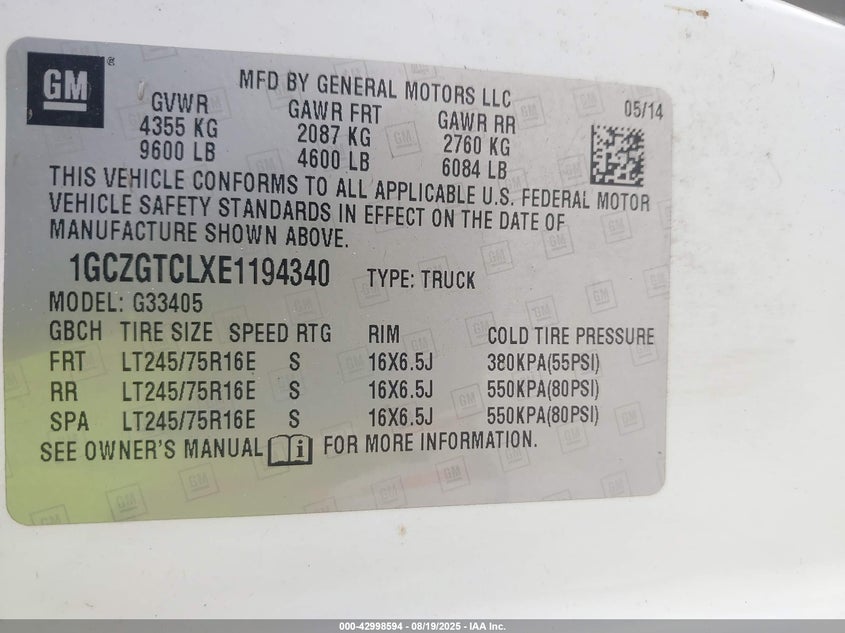 GM
MFD BY GENERAL MOTORS LLC
05/14
GVWR GAWR FRT GAWR RR
4355 KG 2087 KG 2760 KG
9600 LB 4600 LB 6084 LB
THIS VEHICLE CONFORMS TO ALL APPLICABLE U.S. FEDERAL MOTOR
VEHICLE SAFETY STANDARDS IN EFFECT ON THE DATE OF
MANUFACTURE SHOWN ABOVE.
1GCZGTCLXE1194340 TYPE: TRUCK
MODEL: G33405
GBCH TIRE SIZE SPEED RTG RIM COLD TIRE PRESSURE
FRT LT245/75R16E S 16X6.5J 380KPA(55PSI)
RR LT245/75R16E S 16X6.5J 550KPA(80PSI)
SPA LT245/75R16E S 16X6.5J 550KPA(80PSI)
SEE OWNER'S MANUAL i FOR MORE INFORMATION.
000-42998594 - 08/19/2025 - IAA Inc.